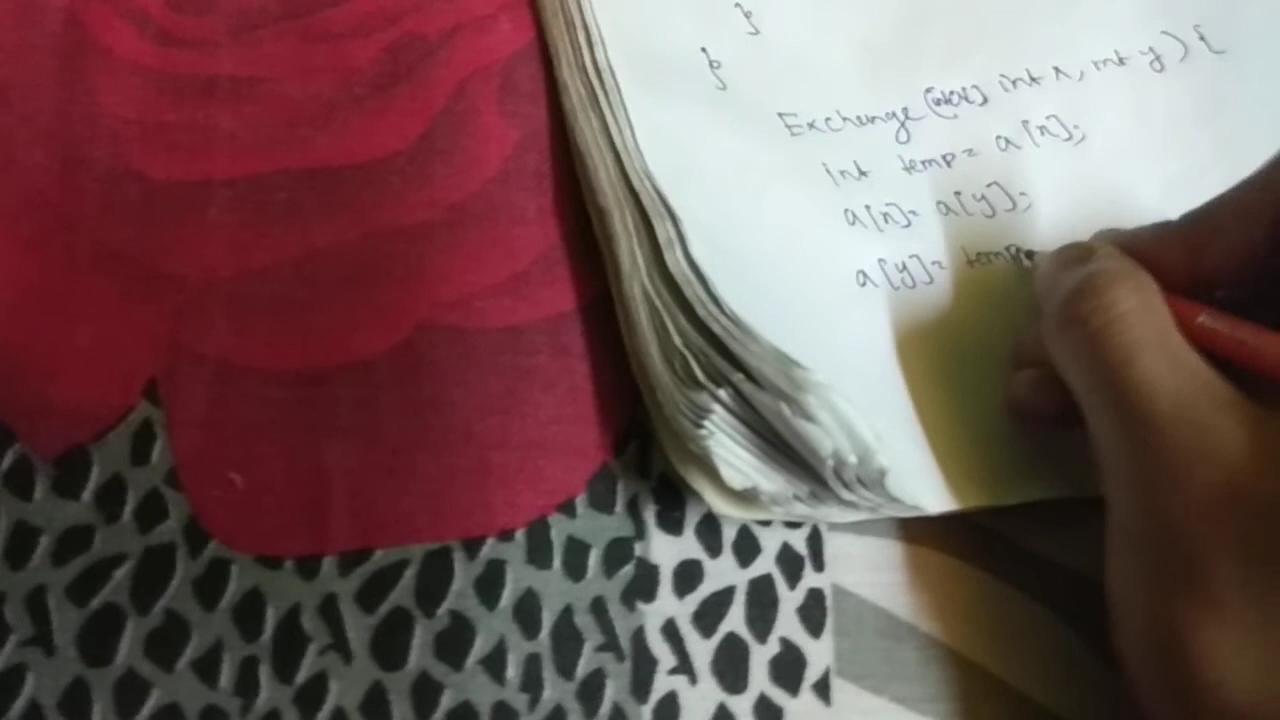 }
}
Exchange ( int x, int y) {
int temp = a[x];
a[x] = a[y];
a[y] = temp